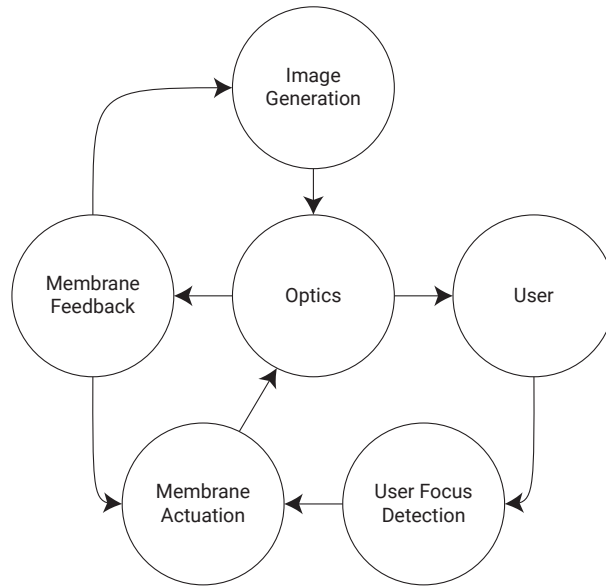 Image
Generation
Membrane
Feedback
Optics
User
Membrane
Actuation
User Focus
Detection